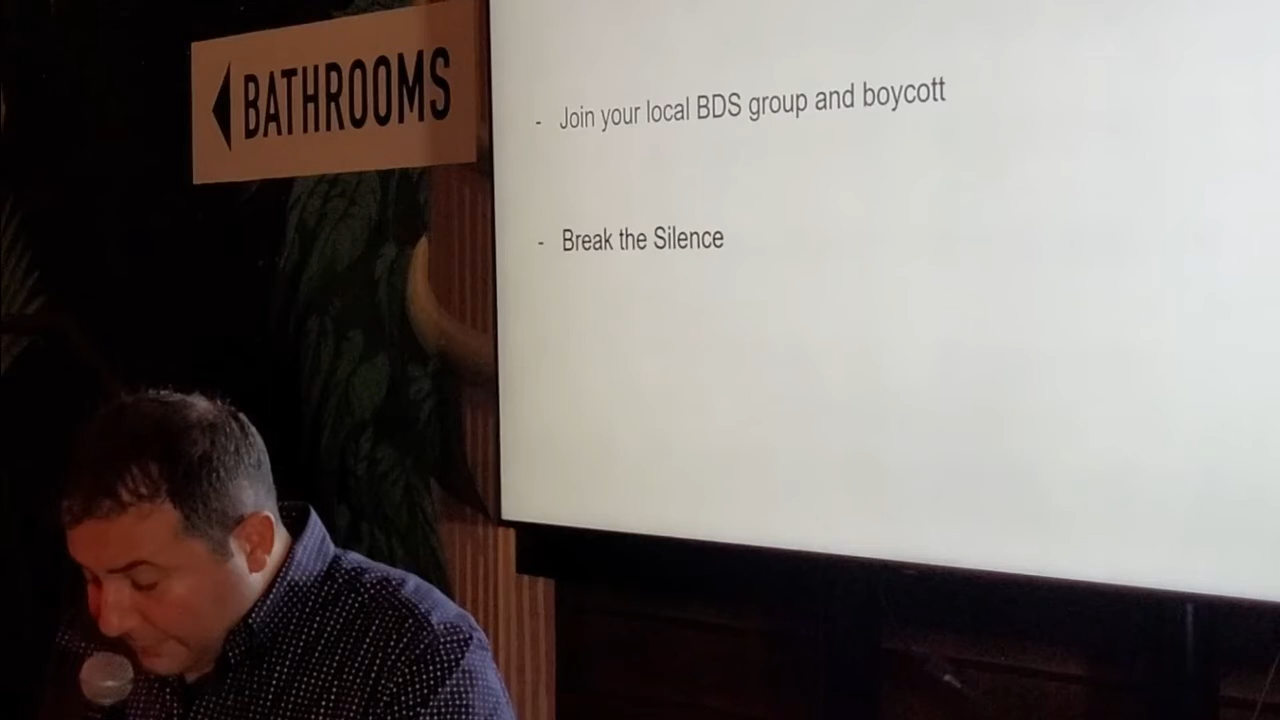 BATHROOMS
- Join your local BDS group and boycott
- Break the Silence